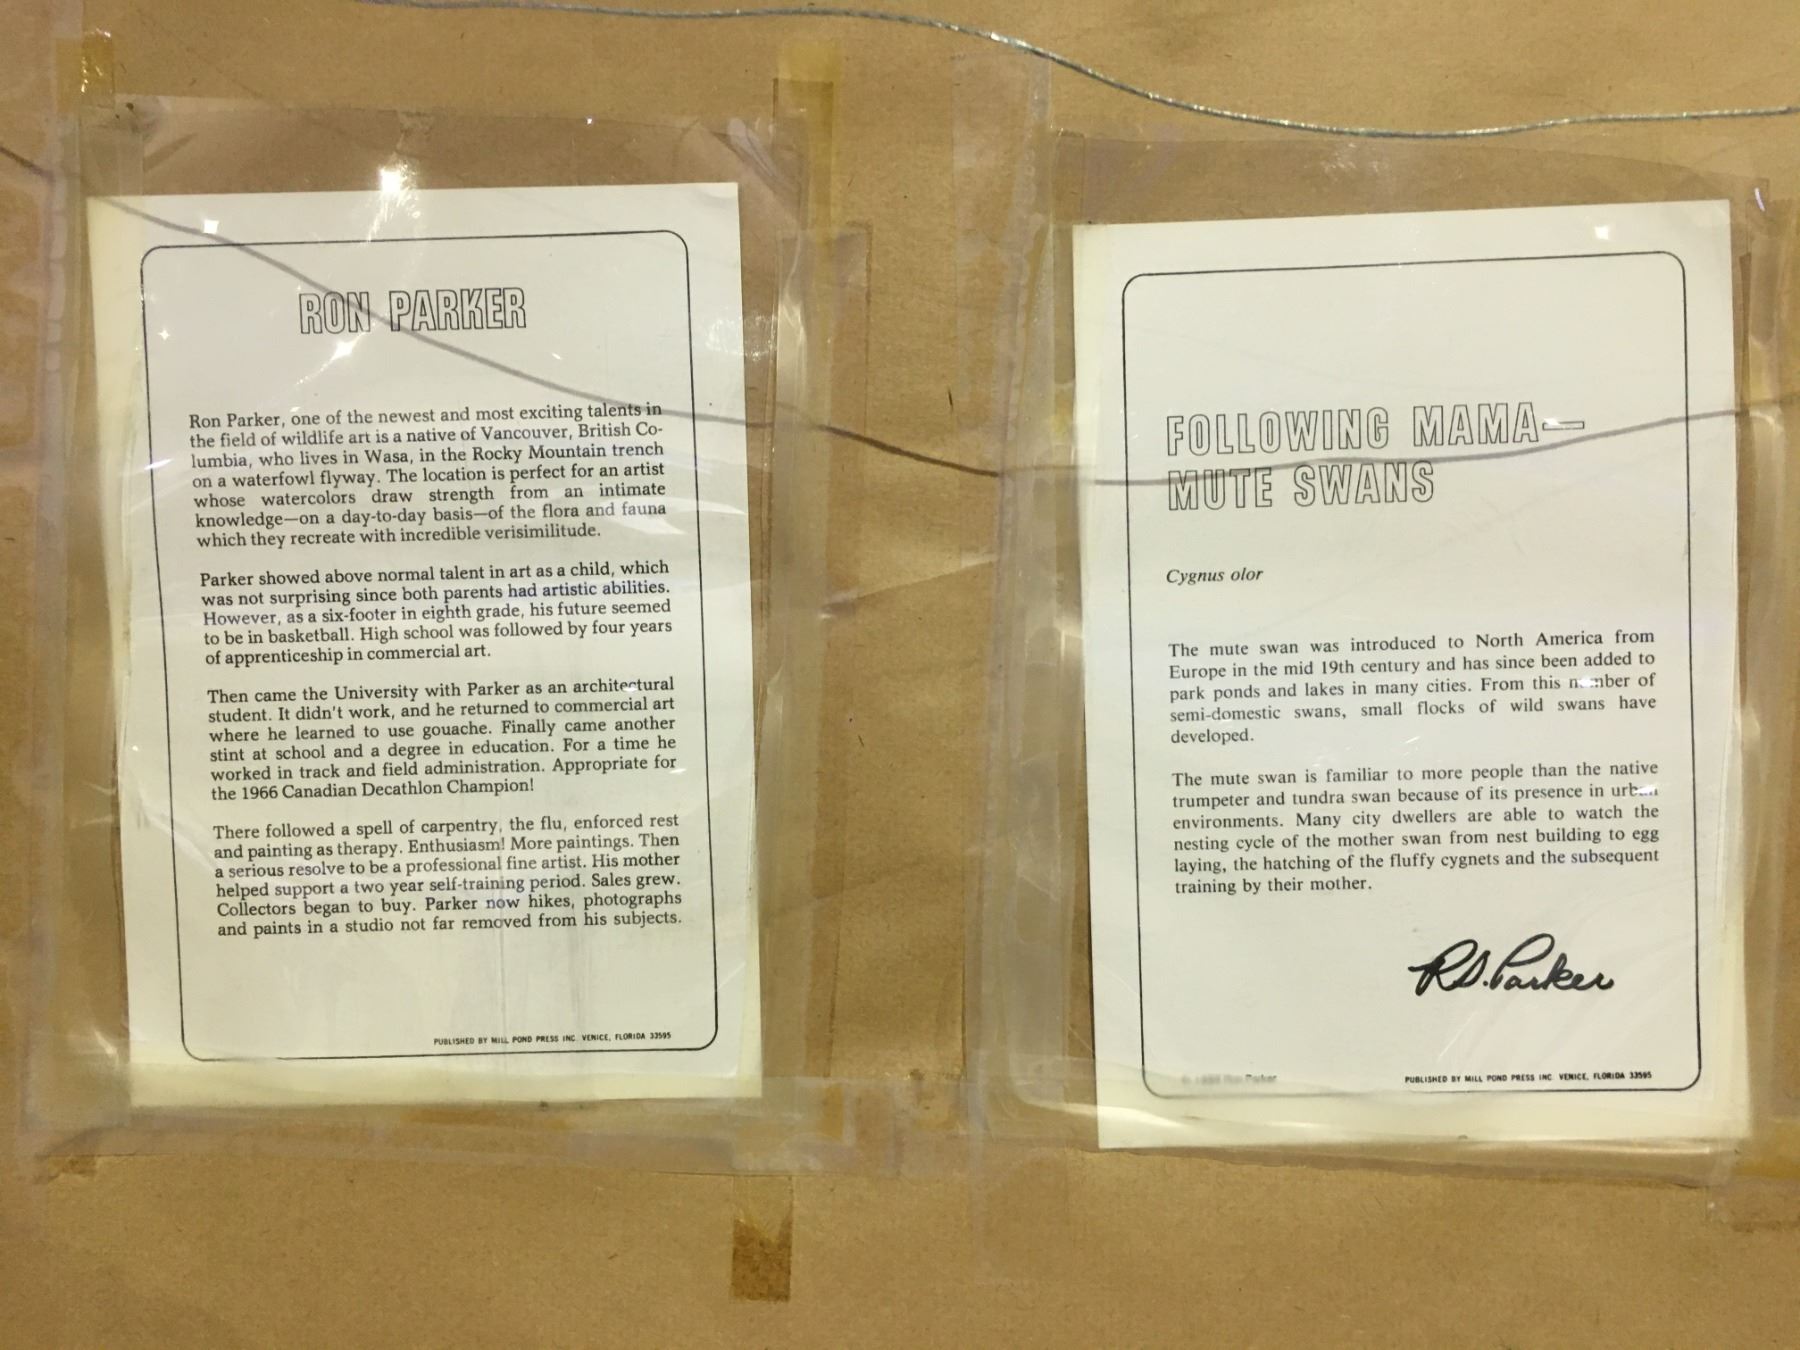 RON PARKER
Ron Parker, one of the newest and most exciting talents in
the field of wildlife art is a native of Vancouver, British Co-
lumbia, who lives in Wasa, in the Rocky Mountain trench
on a waterfowl flyway. The location is perfect for an artist
whose watercolors draw strength from an intimate
knowledge—on a day-to-day basis—of the flora and fauna
which they recreate with incredible verisimilitude.
Parker showed above normal talent in art as a child, which
was not surprising since both parents had artistic abilities.
However, as a six-footer in eighth grade, his future seemed
to be in basketball. High school was followed by four years
of apprenticeship in commercial art.
Then came the University with Parker as an architectural
student. It didn't work, and he returned to commercial art
where he learned to use gouache. Finally came another
stint at school and a degree in education. For a time he
worked in track and field administration. Appropriate for
the 1966 Canadian Decathlon Champion!
There followed a spell of carpentry, the flu, enforced rest
and painting as therapy. Enthusiasm! More paintings. Then
a serious resolve to be a professional fine artist. His mother
helped support a two year self-training period. Sales grew.
Collectors began to buy. Parker now hikes, photographs
and paints in a studio not far removed from his subjects.
PUBLISHED BY MILL POND PRESS INC. VENICE, FLORIDA 33595
FOLLOWING MAMA—
MUTE SWANS
Cygnus olor
The mute swan was introduced to North America from
Europe in the mid 19th century and has since been added to
park ponds and lakes in many cities. From this number of
semi-domestic swans, small flocks of wild swans have
developed.
The mute swan is familiar to more people than the native
trumpeter and tundra swan because of its presence in urban
environments. Many city dwellers are able to watch the
nesting cycle of the mother swan from nest building to egg
laying, the hatching of the fluffy cygnets and the subsequent
training by their mother.
R.S. Parker
Ron Parker
PUBLISHED BY MILL POND PRESS INC. VENICE, FLORIDA 33595